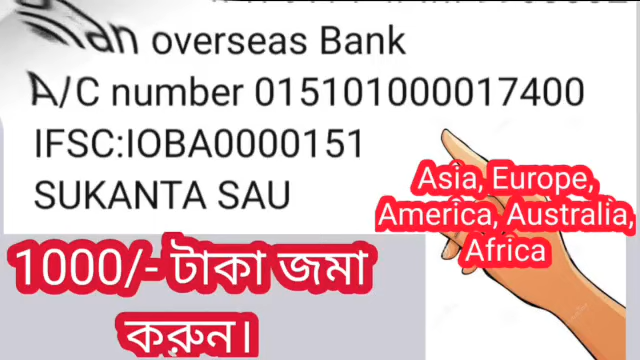 overseas Bank
A/C number 015101000017400
IFSC:IOBA0000151
SUKANTA SAU
Asia, Europe,
America, Australia,
Africa
1000/- টাকা জমা
করুন।